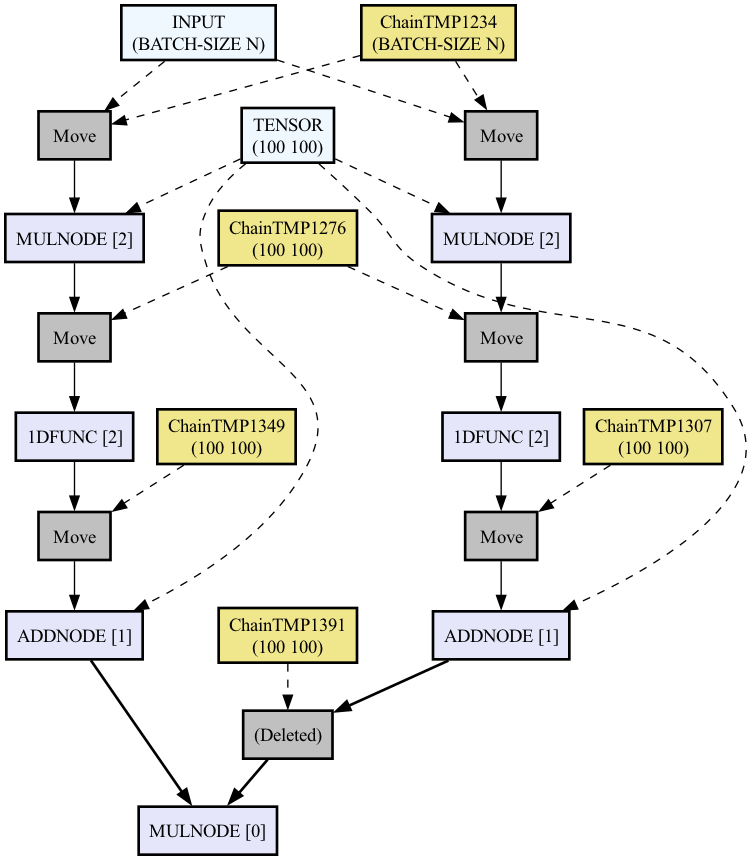 INPUT
(BATCH-SIZE N)
ChainTMP1234
(BATCH-SIZE N)
Move
TENSOR
(100 100)
Move
MULNODE [2]
ChainTMP1276
(100 100)
MULNODE [2]
Move
Move
1DFUNC [2]
ChainTMP1349
(100 100)
1DFUNC [2]
ChainTMP1307
(100 100)
Move
Move
ADDNODE [1]
ChainTMP1391
(100 100)
ADDNODE [1]
(Deleted)
MULNODE [0]